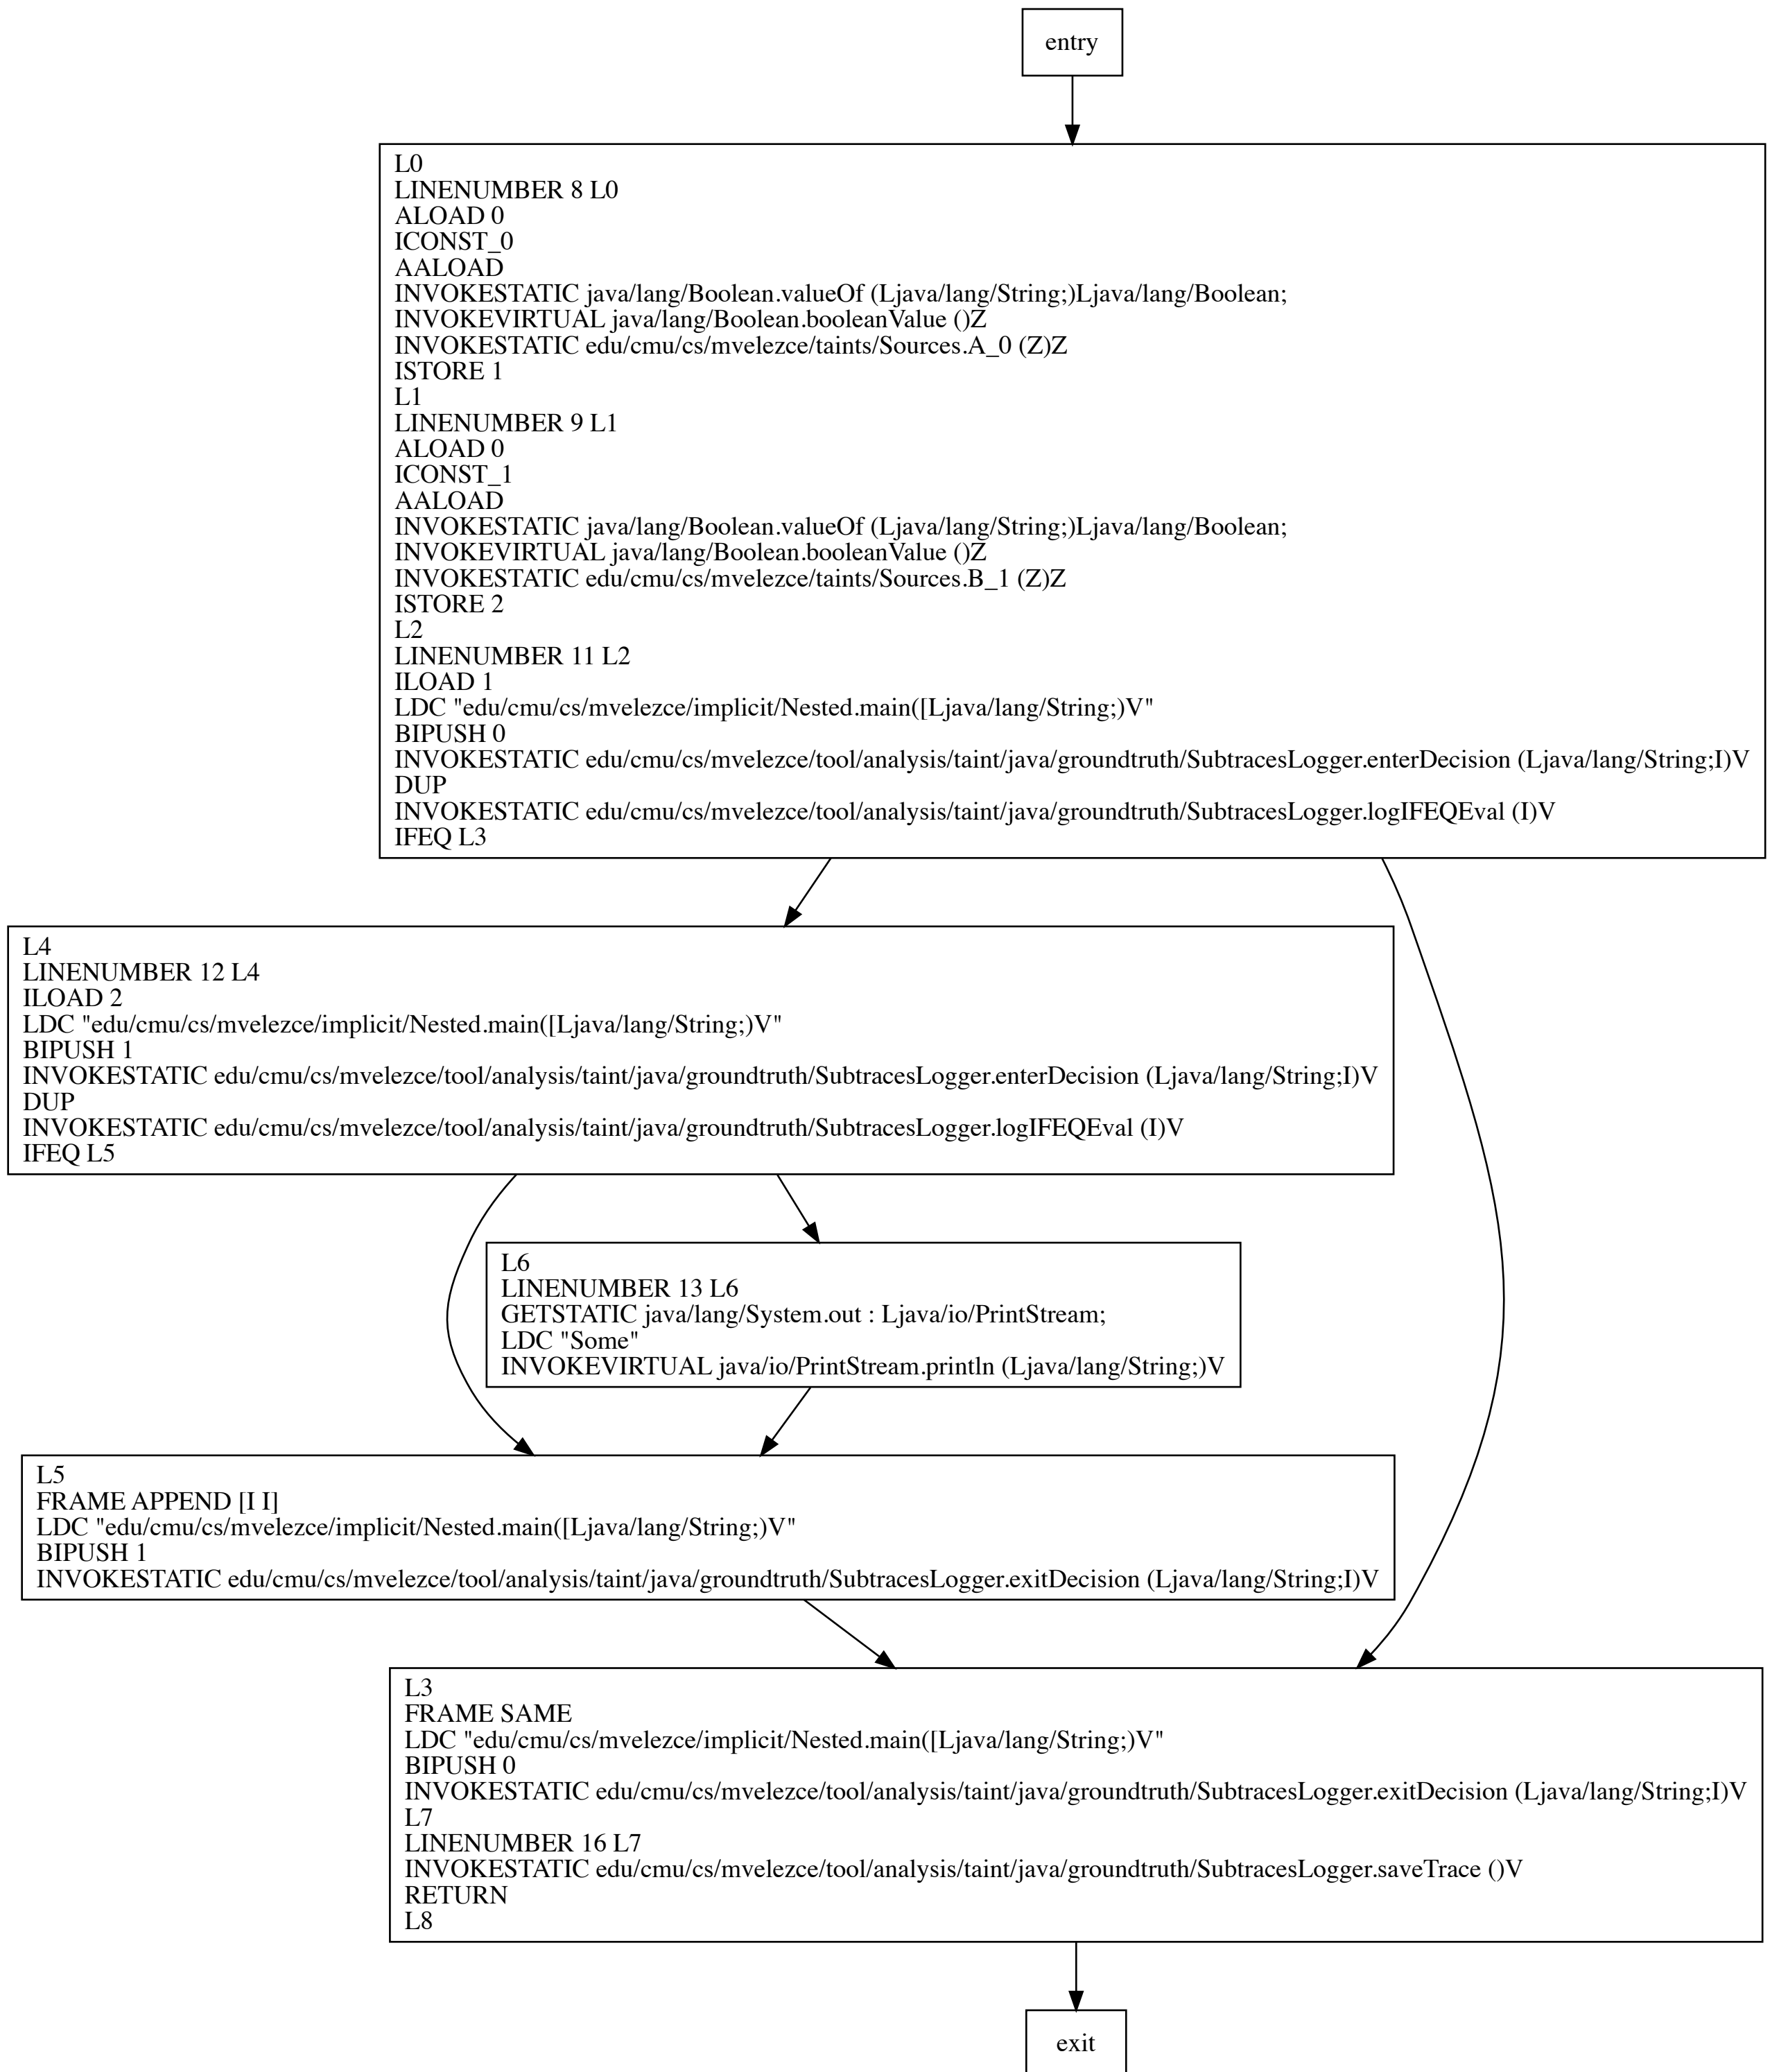 entry
L0
LINENUMBER 8 L0
ALOAD 0
ICONST_0
AALOAD
INVOKESTATIC java/lang/Boolean.valueOf (Ljava/lang/String;)Ljava/lang/Boolean;
INVOKEVIRTUAL java/lang/Boolean.booleanValue ()Z
INVOKESTATIC edu/cmu/cs/mvelezce/taints/Sources.A_0 (Z)Z
ISTORE 1
L1
LINENUMBER 9 L1
ALOAD 0
ICONST_1
AALOAD
INVOKESTATIC java/lang/Boolean.valueOf (Ljava/lang/String;)Ljava/lang/Boolean;
INVOKEVIRTUAL java/lang/Boolean.booleanValue ()Z
INVOKESTATIC edu/cmu/cs/mvelezce/taints/Sources.B_1 (Z)Z
ISTORE 2
L2
LINENUMBER 11 L2
ILOAD 1
LDC "edu/cmu/cs/mvelezce/implicit/Nested.main([Ljava/lang/String;)V"
BIPUSH 0
INVOKESTATIC edu/cmu/cs/mvelezce/tool/analysis/taint/java/groundtruth/SubtracesLogger.enterDecision (Ljava/lang/String;I)V
DUP
INVOKESTATIC edu/cmu/cs/mvelezce/tool/analysis/taint/java/groundtruth/SubtracesLogger.logIFEQEval (I)V
IFEQ L3
L4
LINENUMBER 12 L4
ILOAD 2
LDC "edu/cmu/cs/mvelezce/implicit/Nested.main([Ljava/lang/String;)V"
BIPUSH 1
INVOKESTATIC edu/cmu/cs/mvelezce/tool/analysis/taint/java/groundtruth/SubtracesLogger.enterDecision (Ljava/lang/String;I)V
DUP
INVOKESTATIC edu/cmu/cs/mvelezce/tool/analysis/taint/java/groundtruth/SubtracesLogger.logIFEQEval (I)V
IFEQ L5
L6
LINENUMBER 13 L6
GETSTATIC java/lang/System.out : Ljava/io/PrintStream;
LDC "Some"
INVOKEVIRTUAL java/io/PrintStream.println (Ljava/lang/String;)V
L5
FRAME APPEND [I I]
LDC "edu/cmu/cs/mvelezce/implicit/Nested.main([Ljava/lang/String;)V"
BIPUSH 1
INVOKESTATIC edu/cmu/cs/mvelezce/tool/analysis/taint/java/groundtruth/SubtracesLogger.exitDecision (Ljava/lang/String;I)V
L3
FRAME SAME
LDC "edu/cmu/cs/mvelezce/implicit/Nested.main([Ljava/lang/String;)V"
BIPUSH 0
INVOKESTATIC edu/cmu/cs/mvelezce/tool/analysis/taint/java/groundtruth/SubtracesLogger.exitDecision (Ljava/lang/String;I)V
L7
LINENUMBER 16 L7
INVOKESTATIC edu/cmu/cs/mvelezce/tool/analysis/taint/java/groundtruth/SubtracesLogger.saveTrace ()V
RETURN
L8
exit